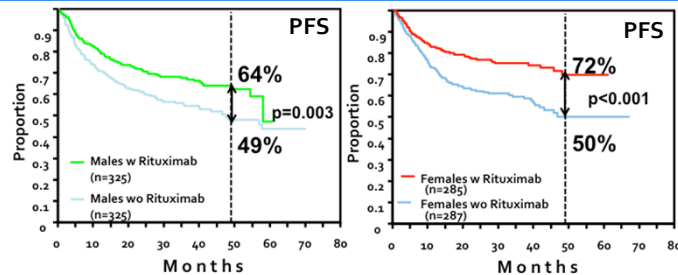 PFS
Proportion
0.9
0.8
0.7
0.6
0.5
0.4
0.3
0.2
0.1
0
64%
p=0.003
49%
Males w Rituximab
(n=325)
Males wo Rituximab
(n=325)
0 10 20 30 40 50 60 70 80
Months
PFS
Proportion
0.9
0.8
0.7
0.6
0.5
0.4
0.3
0.2
0.1
0
72%
p<0.001
50%
Females w Rituximab
(n=285)
Females wo Rituximab
(n=287)
0 10 20 30 40 50 60 70 80
Months